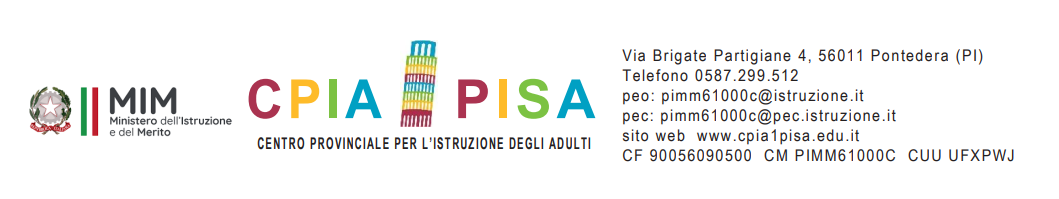 MIM
Ministero dell'Istruzione
e del Merito
CPIA PISA
CENTRO PROVINCIALE PER L'ISTRUZIONE DEGLI ADULTI
Via Brigate Partigiane 4, 56011 Pontedera (PI)
Telefono 0587.299.512
peo: pimm61000c@istruzione.it
pec: pimm61000c@pec.istruzione.it
sito web  www.cpia1pisa.edu.it
CF 90056090500  CM PIMM61000C  CUU UFXPWJ